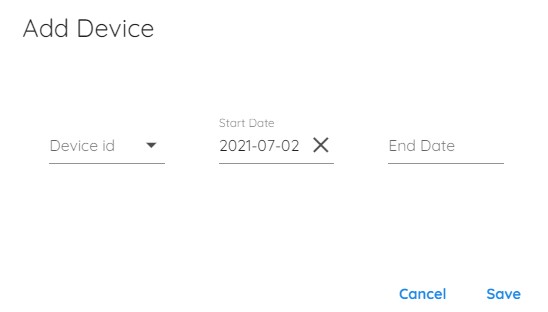 Add Device
Start Date
Device id 2021-07-02 End Date
Cancel Save